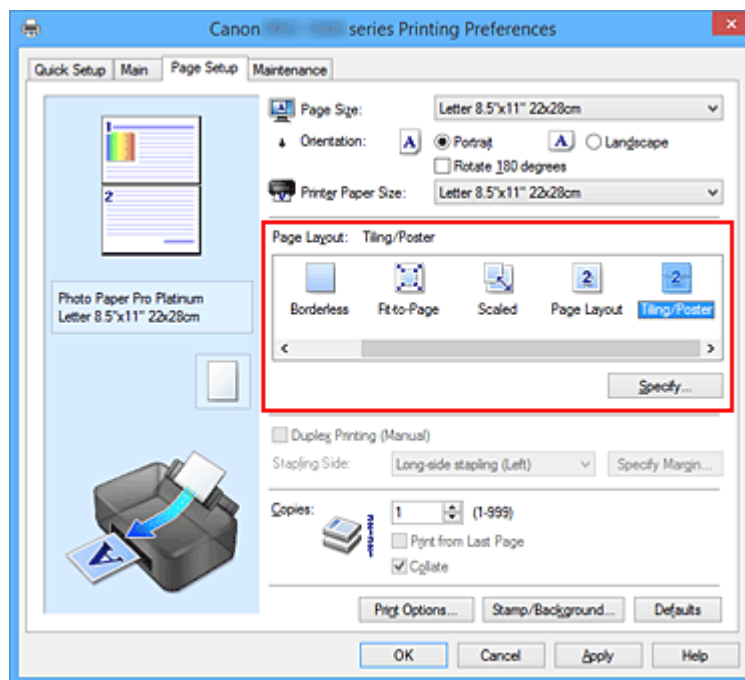 Canon series Printing Preferences
Quick Setup Main Page Setup Maintenance
1
2
Photo Paper Pro Platinum
Letter 8.5"x11" 22x28cm
A
Page Size: Letter 8.5"x11" 22x28cm
Orientation: A Portrait A Landscape
Rotate 180 degrees
Printer Paper Size: Letter 8.5"x11" 22x28cm
Page Layout: Tiling/Poster
2 2
Borderless Fit-to-Page Scaled Page Layout Tiling/Poster
Specify...
Duplex Printing (Manual)
Stapling Side: Long-side stapling (Left) Specify Margin...
Copies: 1 (1-999)
Print from Last Page
Collate
Print Options... Stamp/Background... Defaults
OK Cancel Apply Help